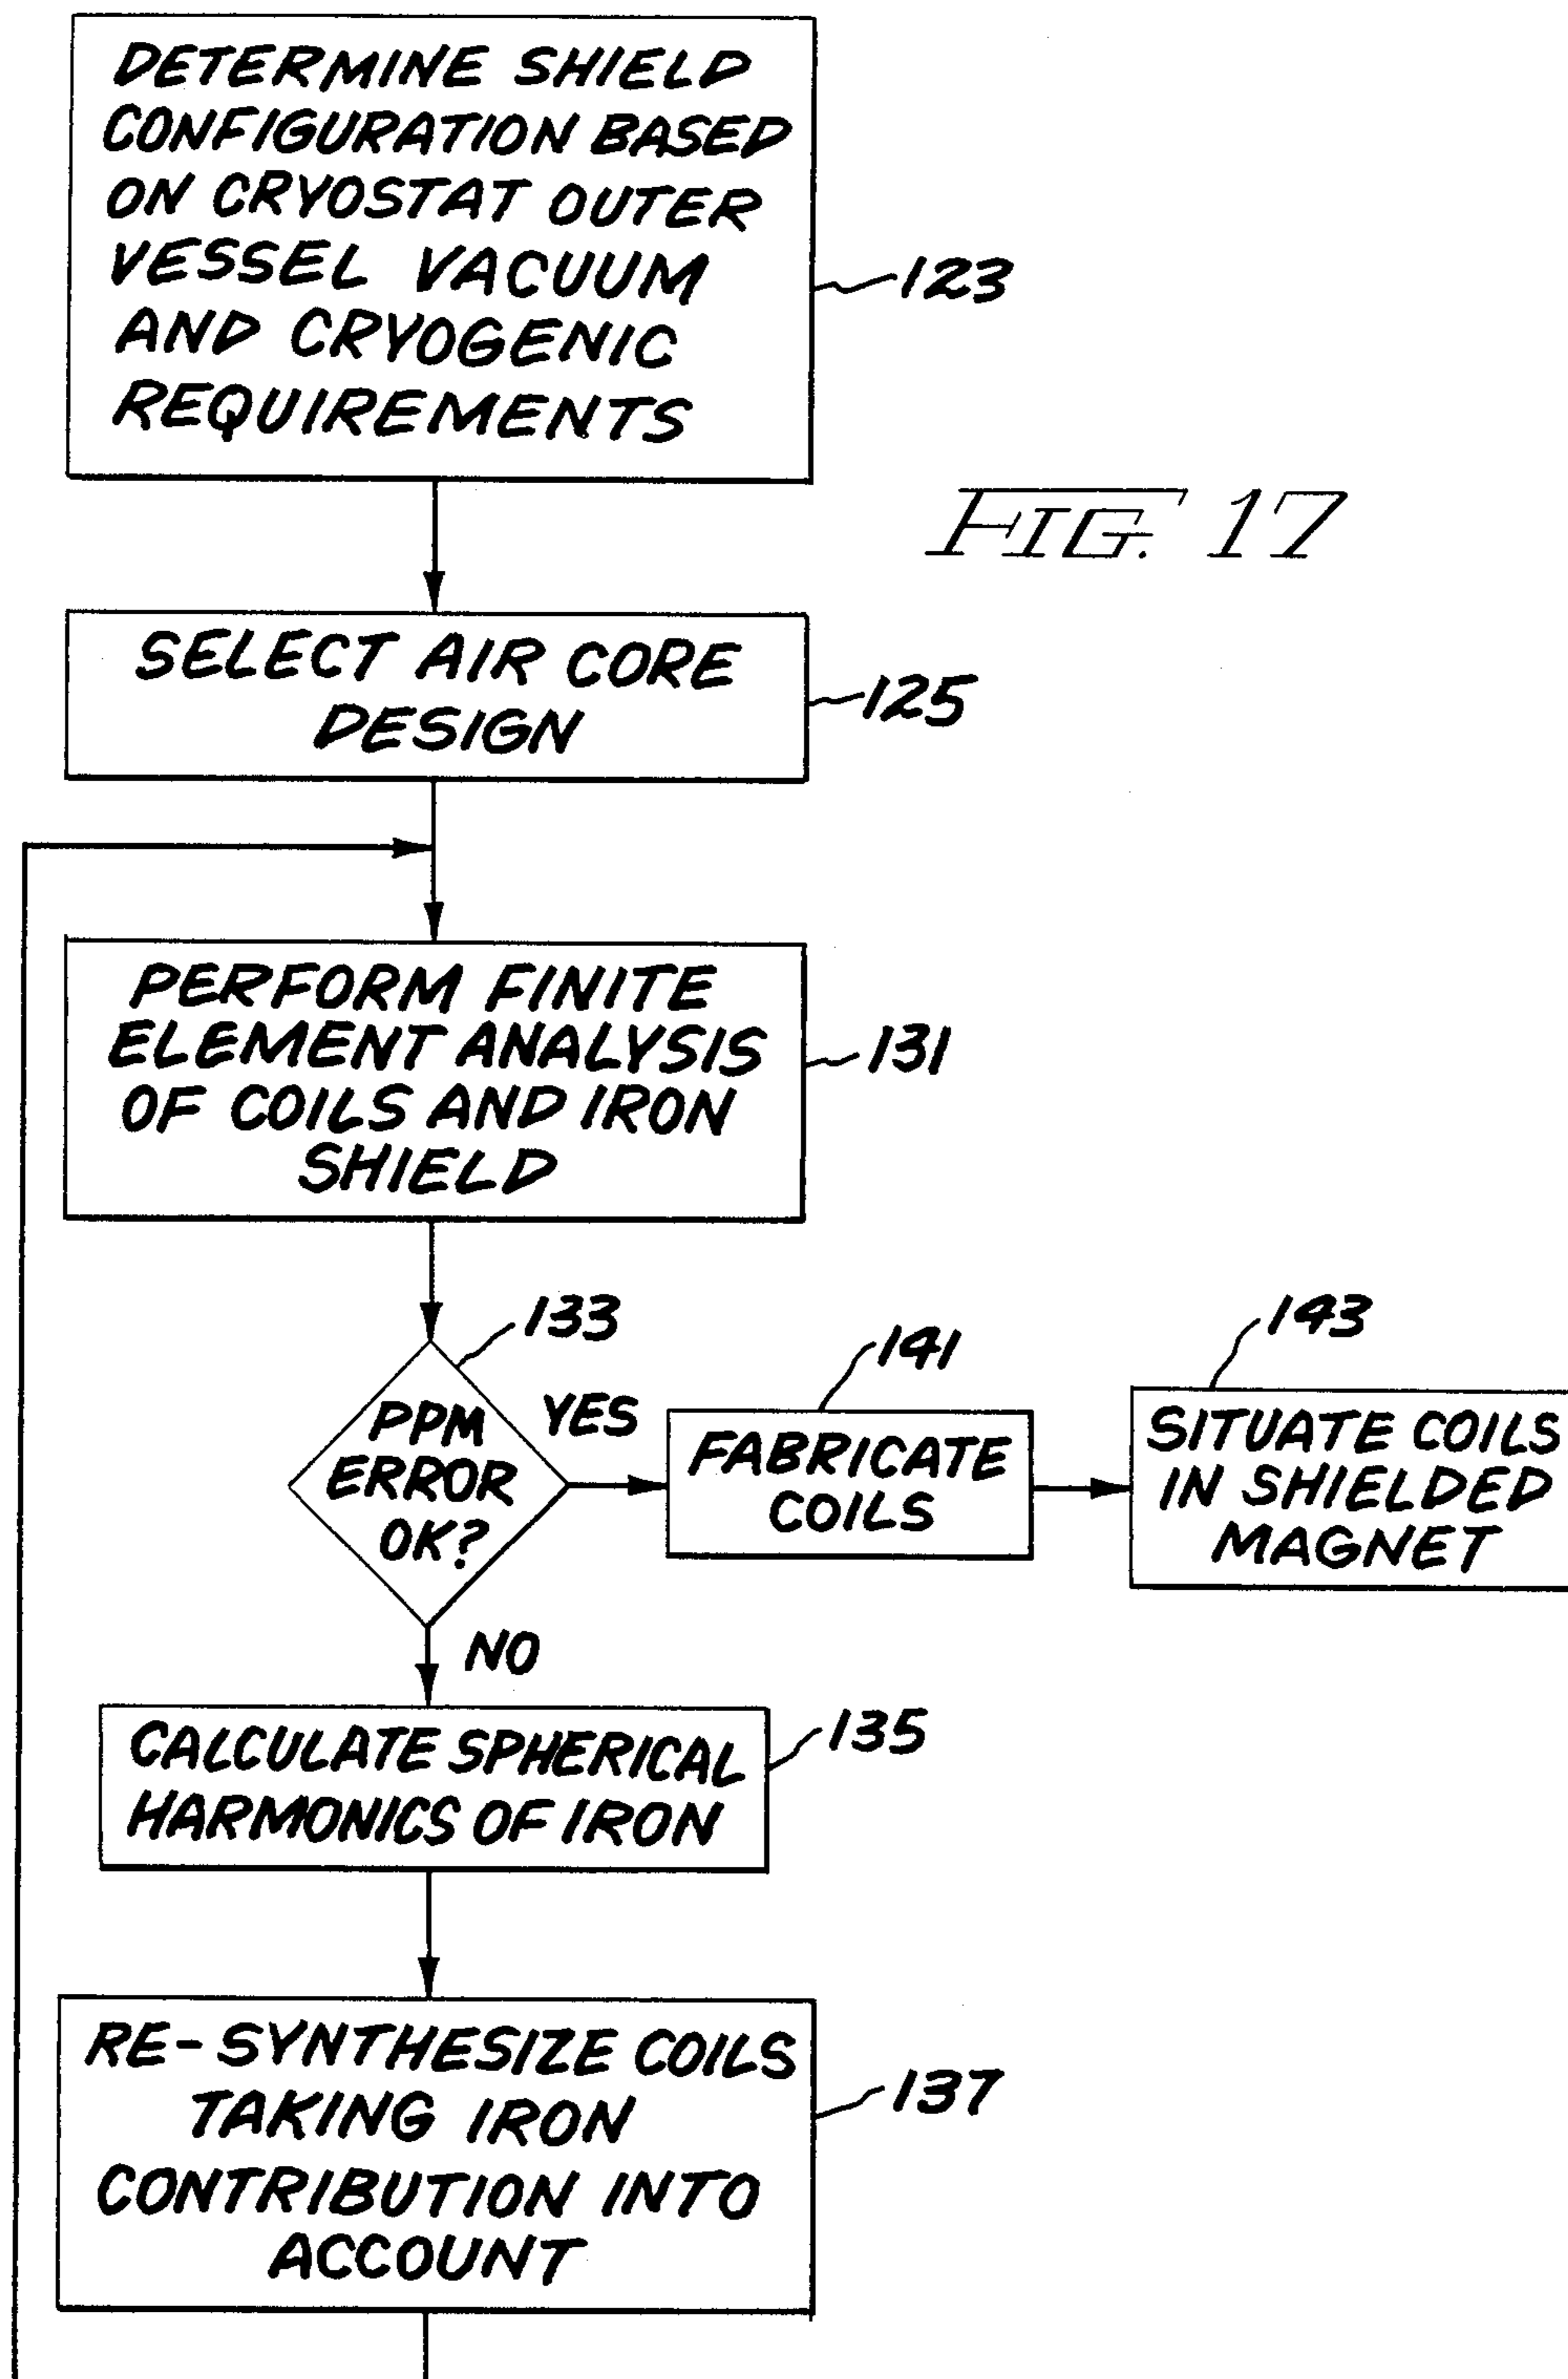 DETERMINE SHIELD
CONFIGURATION BASED
ON CRYOSTAT OUTER
VESSEL VACUUM
AND CRYOGENIC
REQUIREMENTS
123
FIG. 17
SELECT AIR CORE
DESIGN
125
PERFORM FINITE
ELEMENT ANALYSIS
OF COILS AND IRON
SHIELD
131
133
PPM
ERROR
OK?
YES
141
FABRICATE
COILS
143
SITUATE COILS
IN SHIELDED
MAGNET
NO
CALCULATE SPHERICAL
HARMONICS OF IRON
135
RE-SYNTHESIZE COILS
TAKING IRON
CONTRIBUTION INTO
ACCOUNT
137